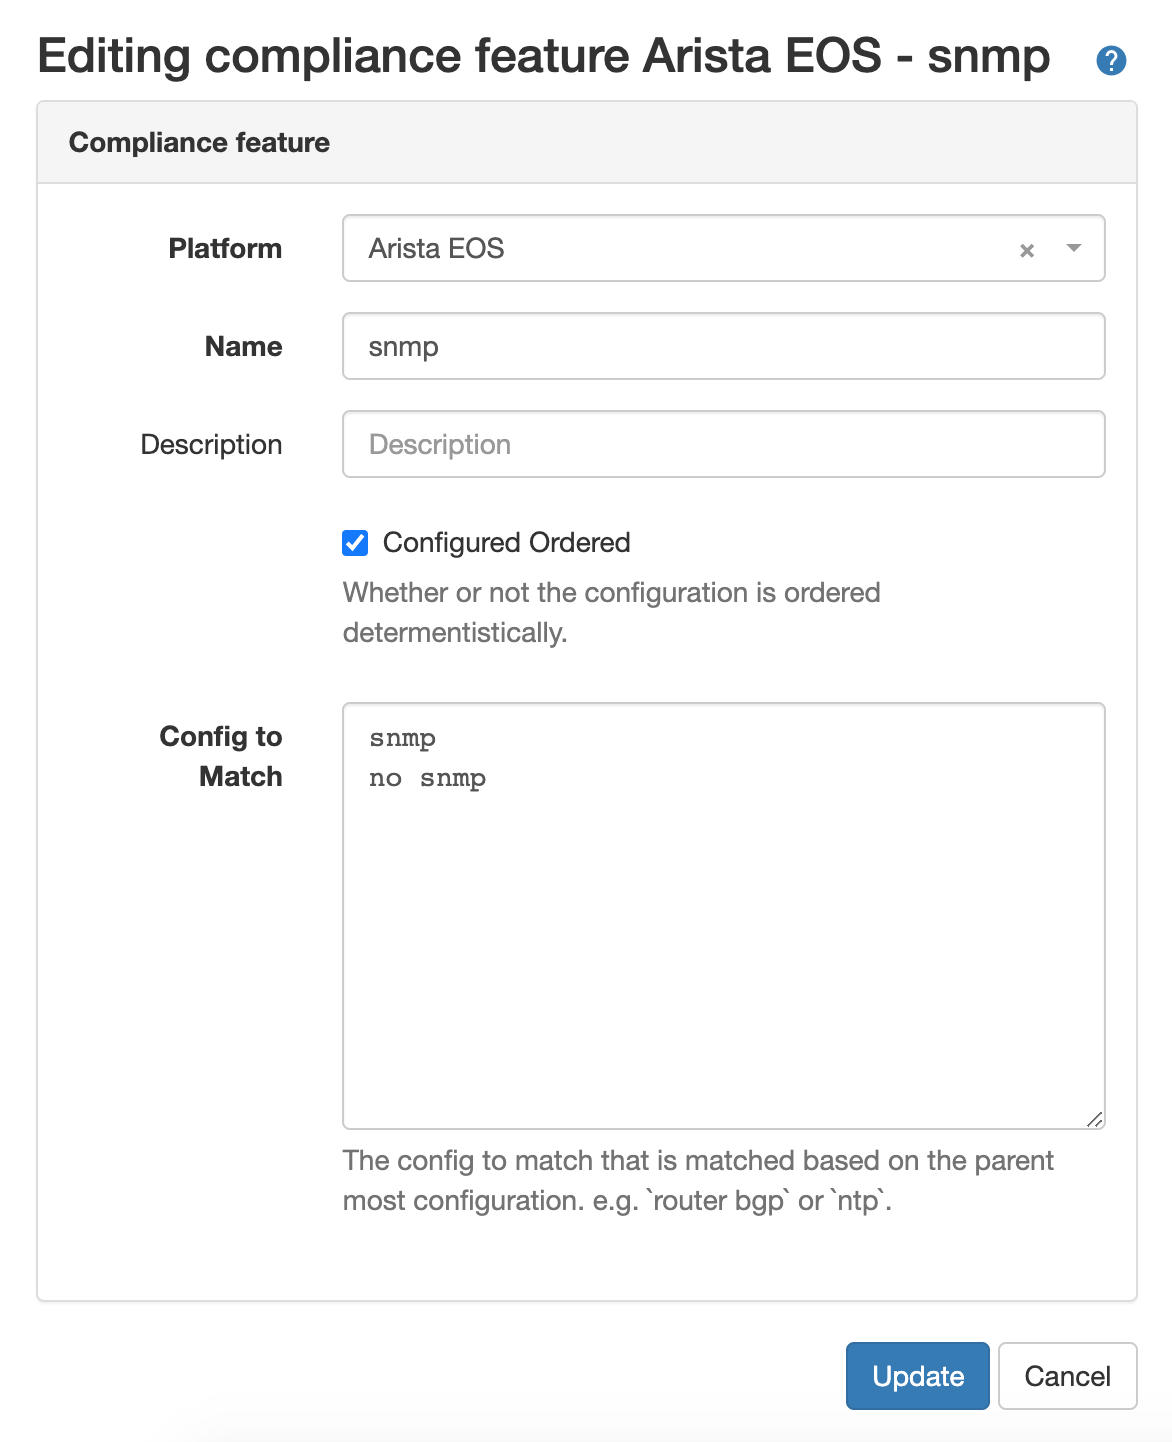 Editing compliance feature Arista EOS - snmp ?
Compliance feature
Platform
Arista EOS × 
Name
snmp
Description
Description
Configured Ordered
Whether or not the configuration is ordered
determentistically.
Config to
Match
snmp
no snmp
The config to match that is matched based on the parent
most configuration. e.g. `router bgp` or `ntp`.
Update
Cancel